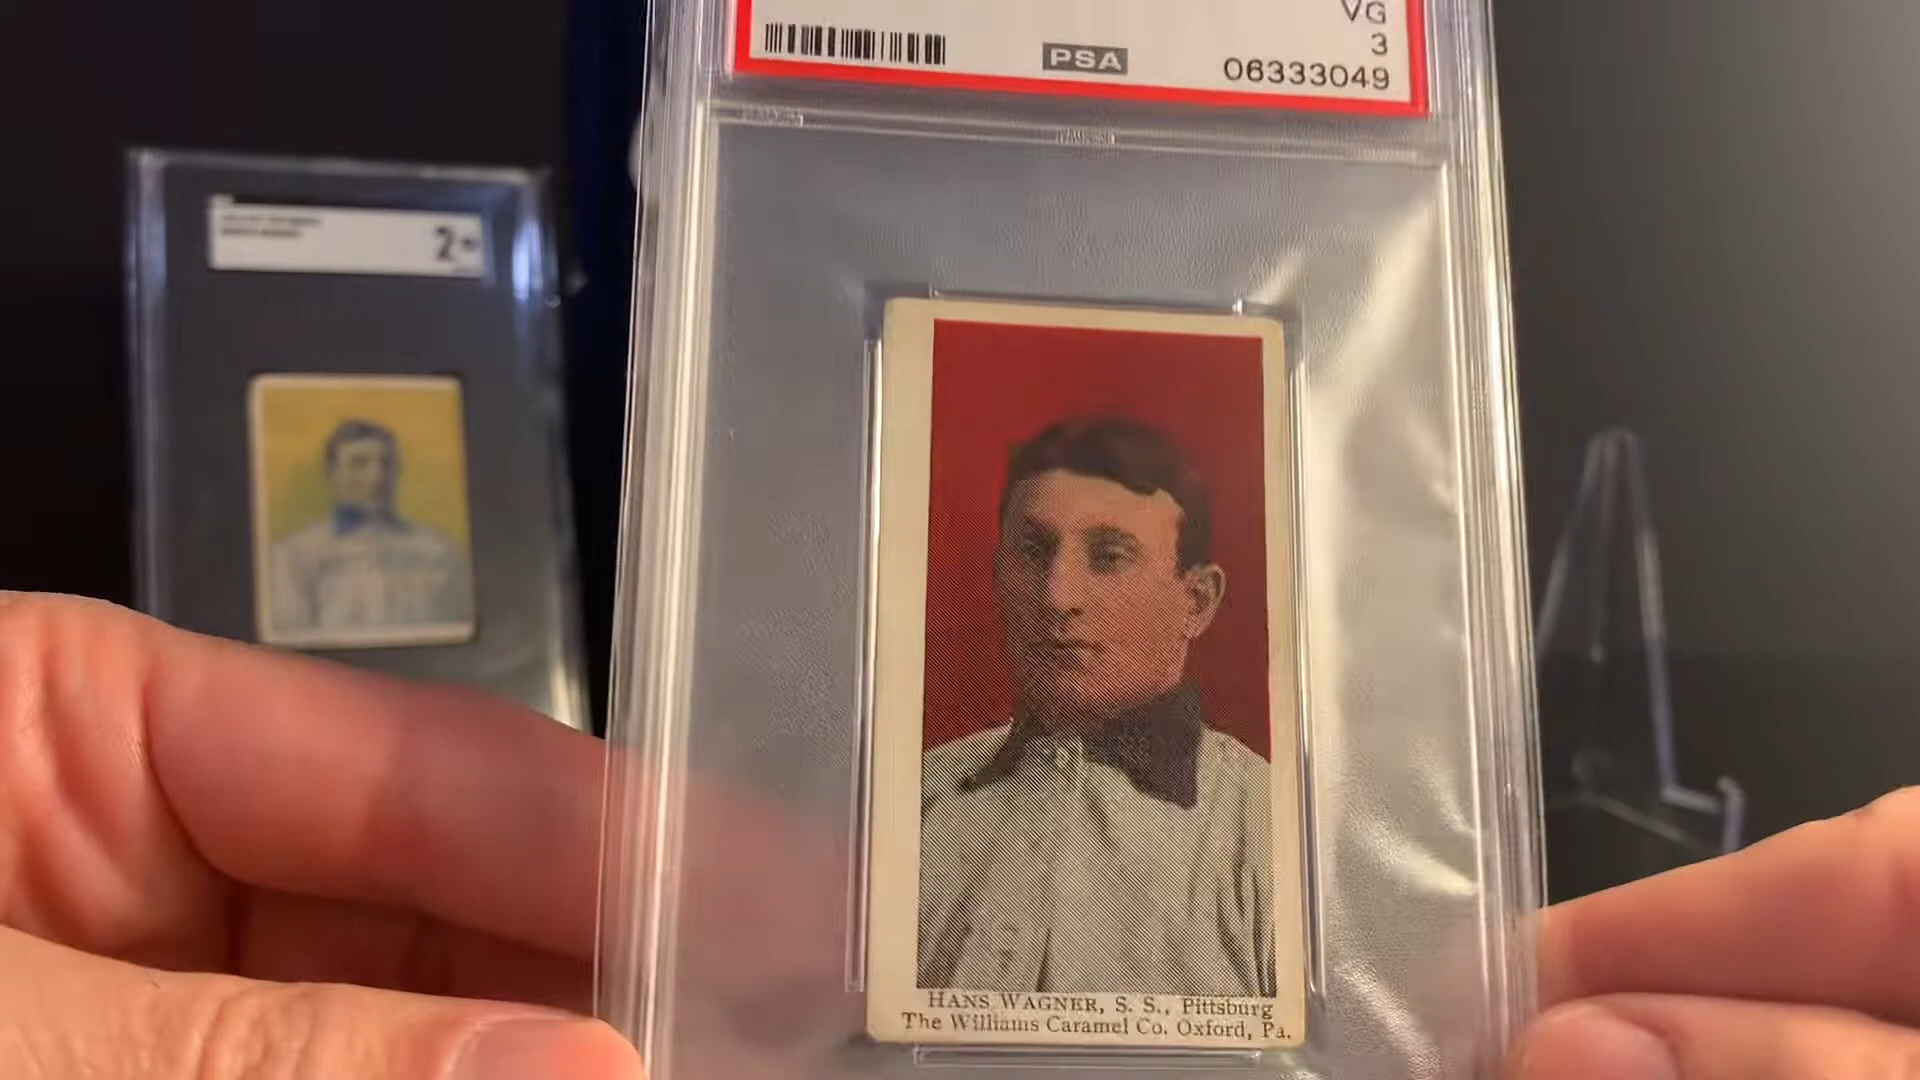 VG
3
PSA
06333049
2
HANS WAGNER, S. S., Pittsburg
The Williams Caramel Co. Oxford, Pa.